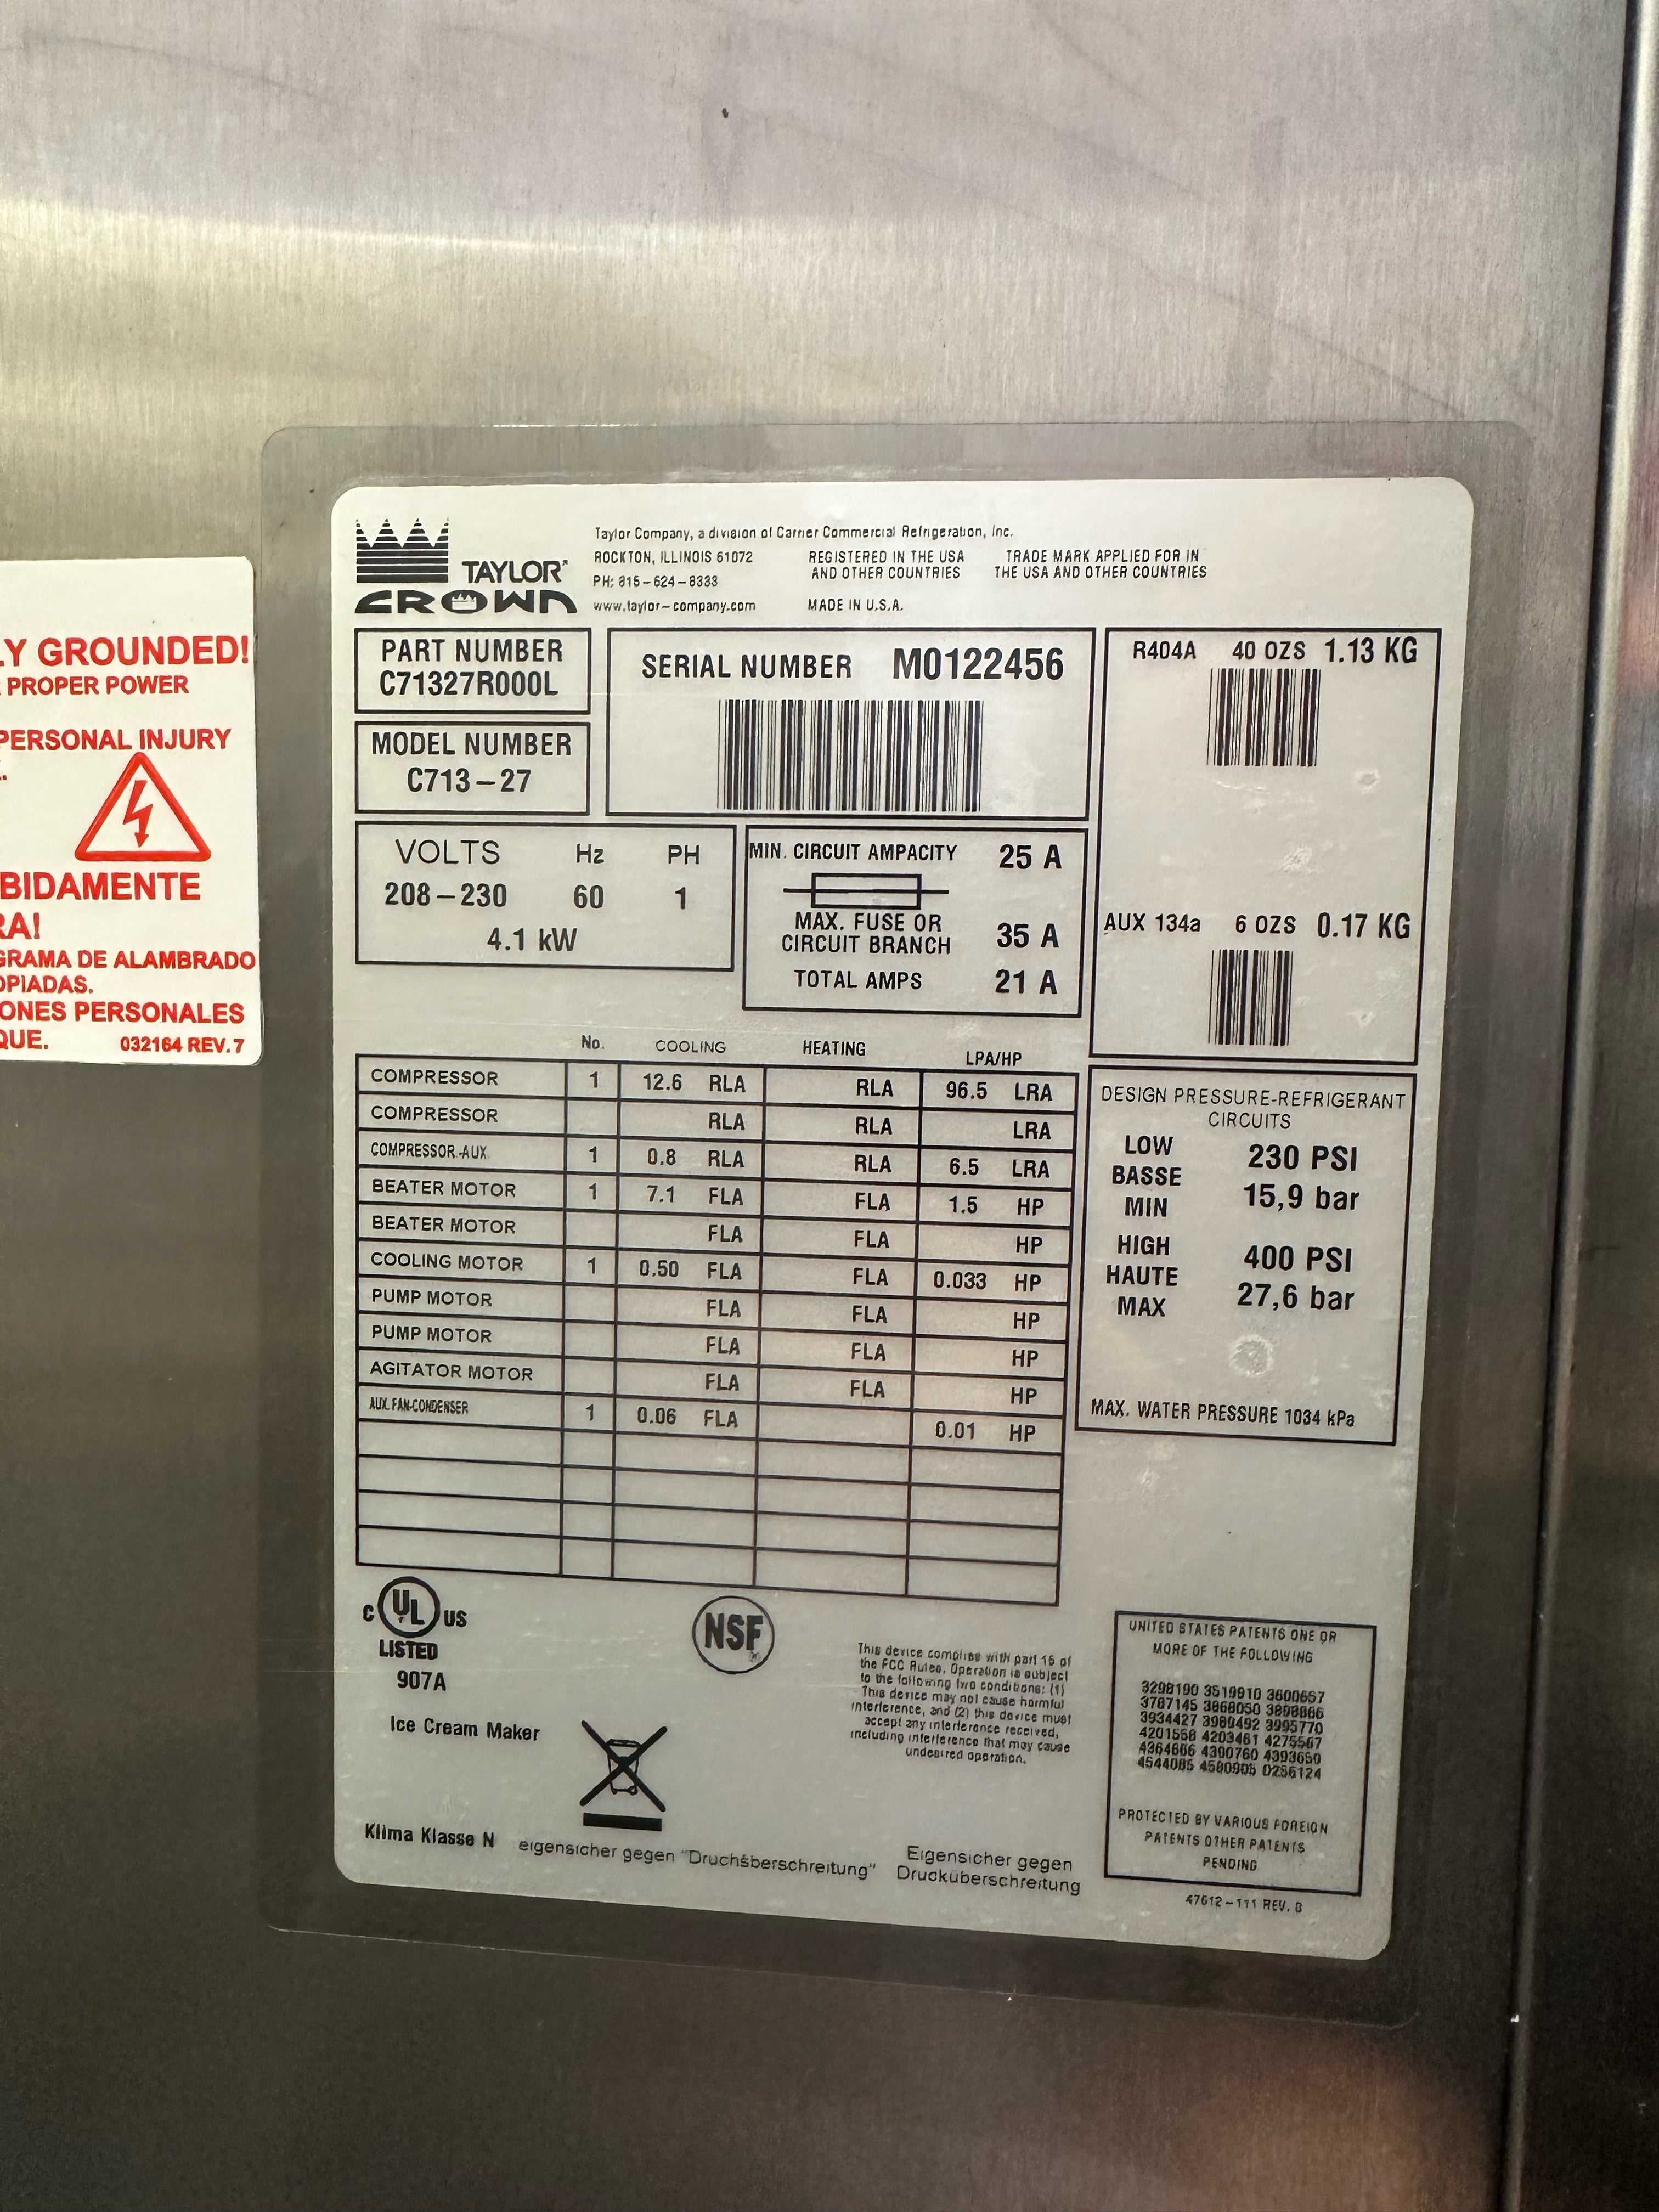 LY GROUNDED!
PROPER POWER
PERSONAL INJURY
BIDAMENTE
RA!
GRAMA DE ALAMBRADO
OPIADAS.
ONES PERSONALES
QUE. 032164 REV. 7
TAYLOR
CROWN
Taylor Company, a division of Carrier Commercial Refrigeration, Inc.
ROCKTON, ILLINOIS 61072
PH: 815-624-8333
www.taylor-company.com
REGISTERED IN THE USA
AND OTHER COUNTRIES
MADE IN U.S.A.
TRADE MARK APPLIED FOR IN
THE USA AND OTHER COUNTRIES
PART NUMBER
C71327R000L
MODEL NUMBER
C713-27
SERIAL NUMBER M0122456
R404A 40 OZS 1.13 KG
AUX 134a 6 OZS 0.17 KG
VOLTS Hz PH
208-230 60 1
4.1 kW
MIN. CIRCUIT AMPACITY 25 A
MAX. FUSE OR
CIRCUIT BRANCH 35 A
TOTAL AMPS 21 A
No. COOLING HEATING LPA/HP
COMPRESSOR 1 12.6 RLA RLA 96.5 LRA
COMPRESSOR RLA RLA LRA
COMPRESSOR-AUX 1 0.8 RLA RLA 6.5 LRA
BEATER MOTOR 1 7.1 FLA FLA 1.5 HP
BEATER MOTOR FLA FLA HP
COOLING MOTOR 1 0.50 FLA FLA 0.033 HP
PUMP MOTOR FLA FLA HP
PUMP MOTOR FLA FLA HP
AGITATOR MOTOR FLA FLA HP
AUX. FAN-CONDENSER 1 0.06 FLA 0.01 HP
DESIGN PRESSURE-REFRIGERANT
CIRCUITS
LOW 230 PSI
BASSE
MIN 15,9 bar
HIGH 400 PSI
HAUTE
MAX 27,6 bar
MAX. WATER PRESSURE 1034 kPa
C UL US
LISTED
907A
Ice Cream Maker
NSF
This device complies with part 15 of
the FCC Rules, Operation is subject
to the following two conditions: (1)
This device may not cause harmful
interference, and (2) this device must
accept any interference received,
including interference that may cause
undesired operation.
UNITED STATES PATENTS ONE OR
MORE OF THE FOLLOWING
3298190 3519910 3600657
3934427 3989492 3995770
PROTECTED BY VARIOUS FOREIGN
PATENTS OTHER PATENTS
PENDING
Klima Klasse N
eigensicher gegen "Druchsberschreitung"
Eigensicher gegen
Drucküberschreitung